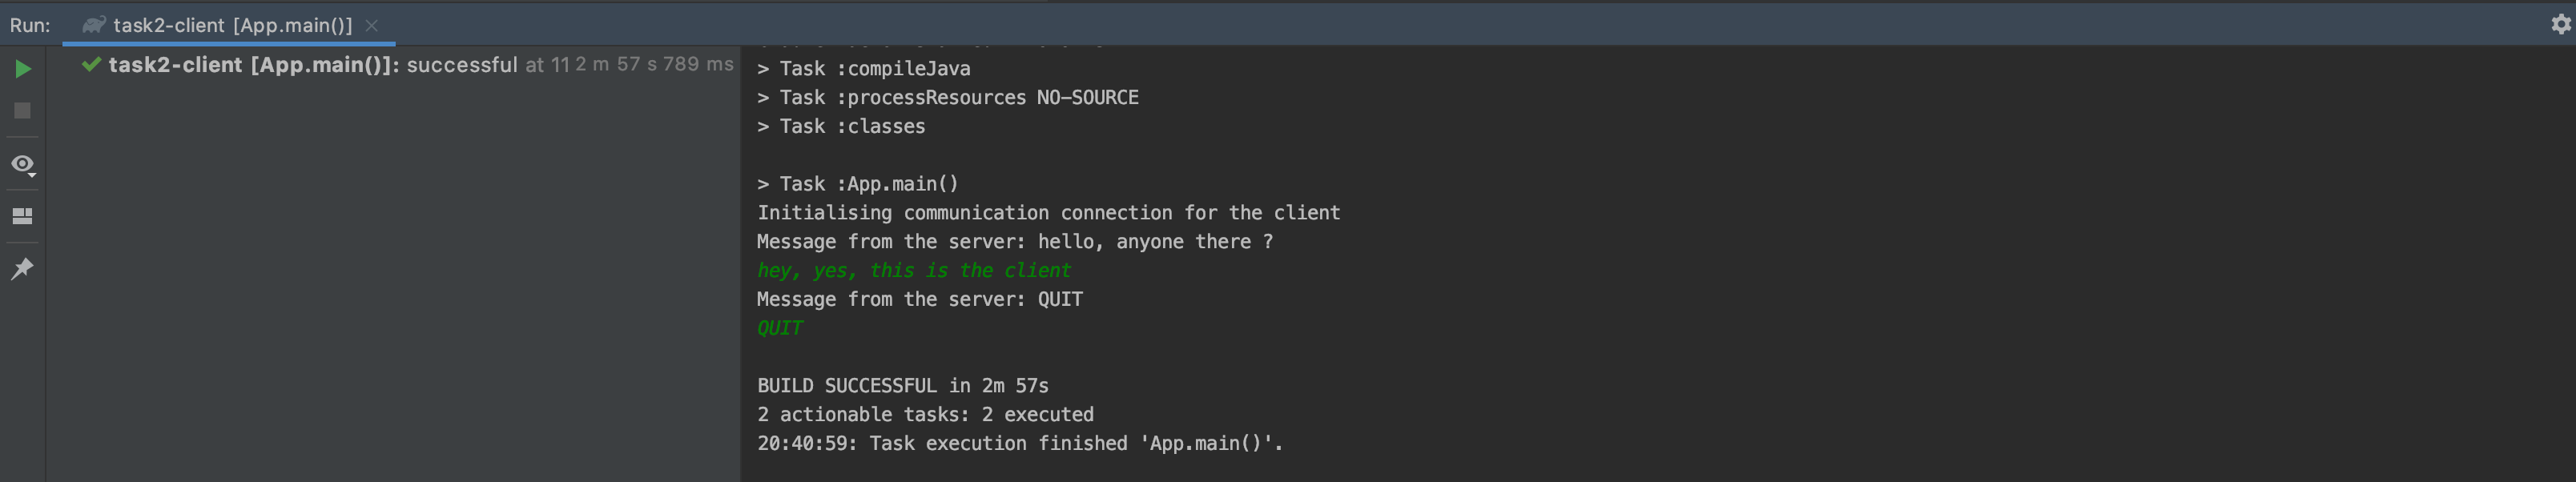 Run: task2-client [App.main()]
task2-client [App.main()]: successful at 11 2 m 57 s 789 ms
> Task :compileJava
> Task :processResources NO-SOURCE
> Task :classes
> Task :App.main()
Initialising communication connection for the client
Message from the server: hello, anyone there ?
hey, yes, this is the client
Message from the server: QUIT
QUIT
BUILD SUCCESSFUL in 2m 57s
2 actionable tasks: 2 executed
20:40:59: Task execution finished 'App.main()'.